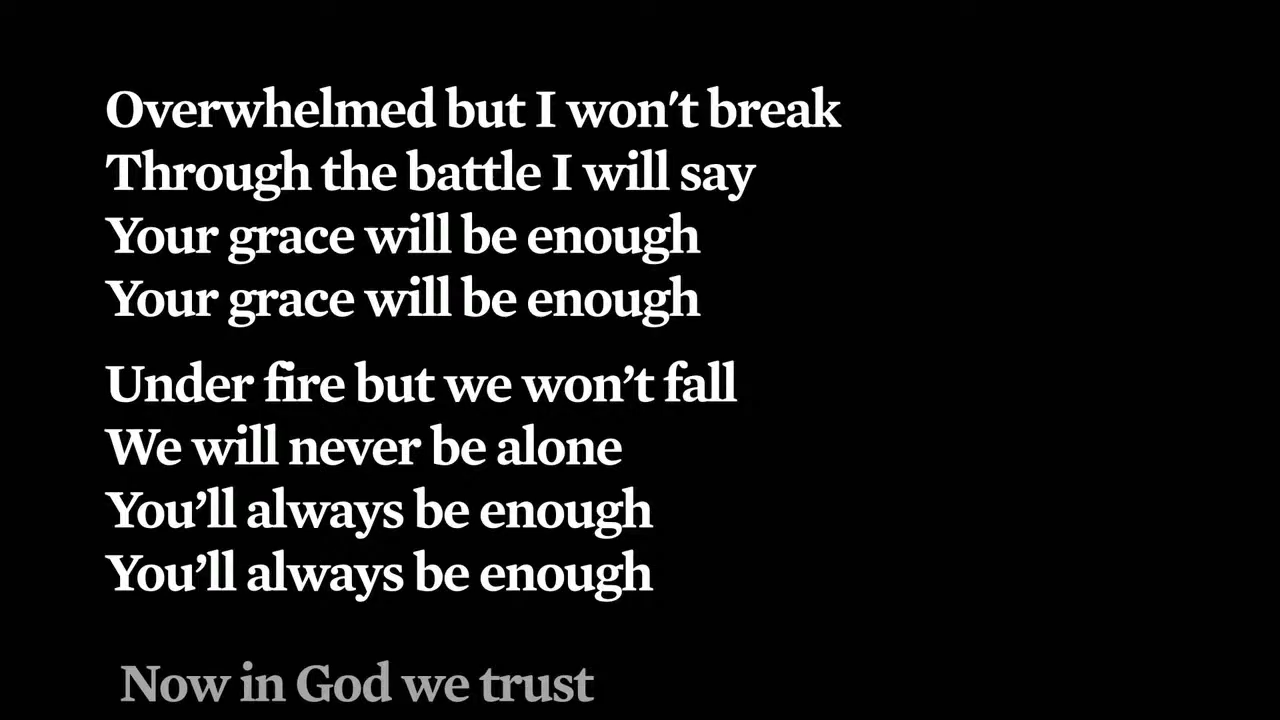 Overwhelmed but I won't break
Through the battle I will say
Your grace will be enough
Your grace will be enough
Under fire but we won’t fall
We will never be alone
You’ll always be enough
You’ll always be enough
Now in God we trust